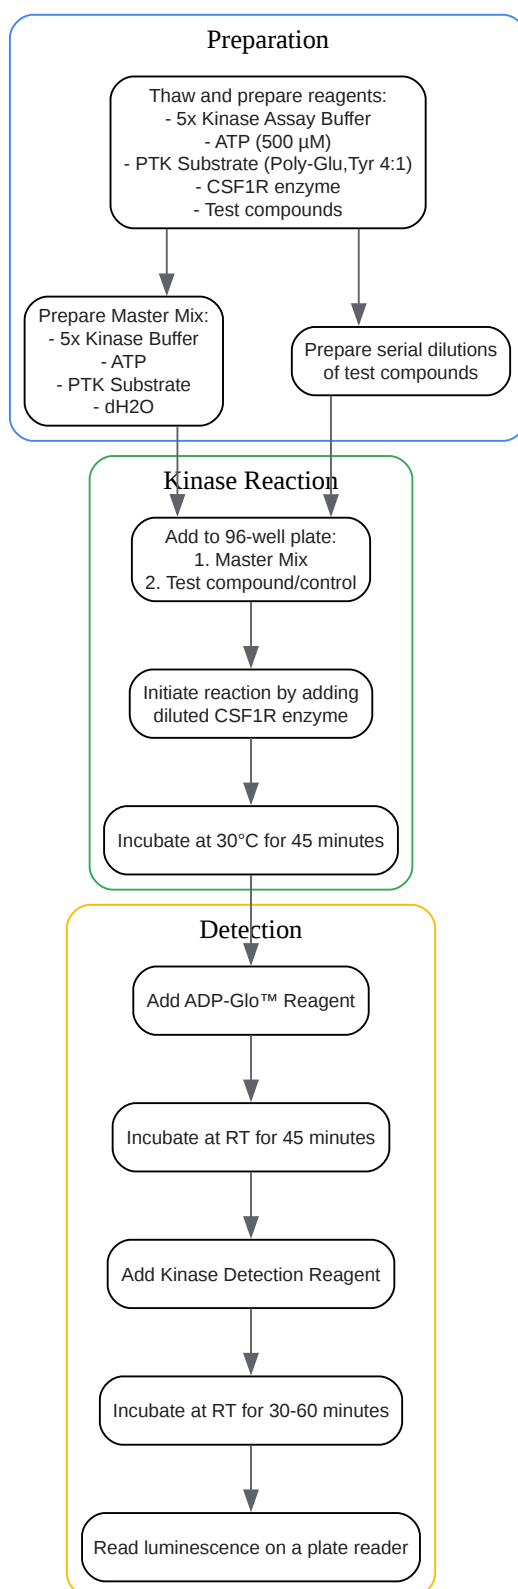 Preparation
Thaw and prepare reagents:
- 5x Kinase Assay Buffer
- ATP (500 µM)
- PTK Substrate (Poly-Glu,Tyr 4:1)
- CSF1R enzyme
- Test compounds
Prepare Master Mix:
- 5x Kinase Buffer
- ATP
- PTK Substrate
- dH2O
Prepare serial dilutions
of test compounds
Kinase Reaction
Add to 96-well plate:
1. Master Mix
2. Test compound/control
Initiate reaction by adding
diluted CSF1R enzyme
Incubate at 30°C for 45 minutes
Detection
Add ADP-Glo™ Reagent
Incubate at RT for 45 minutes
Add Kinase Detection Reagent
Incubate at RT for 30-60 minutes
Read luminescence on a plate reader